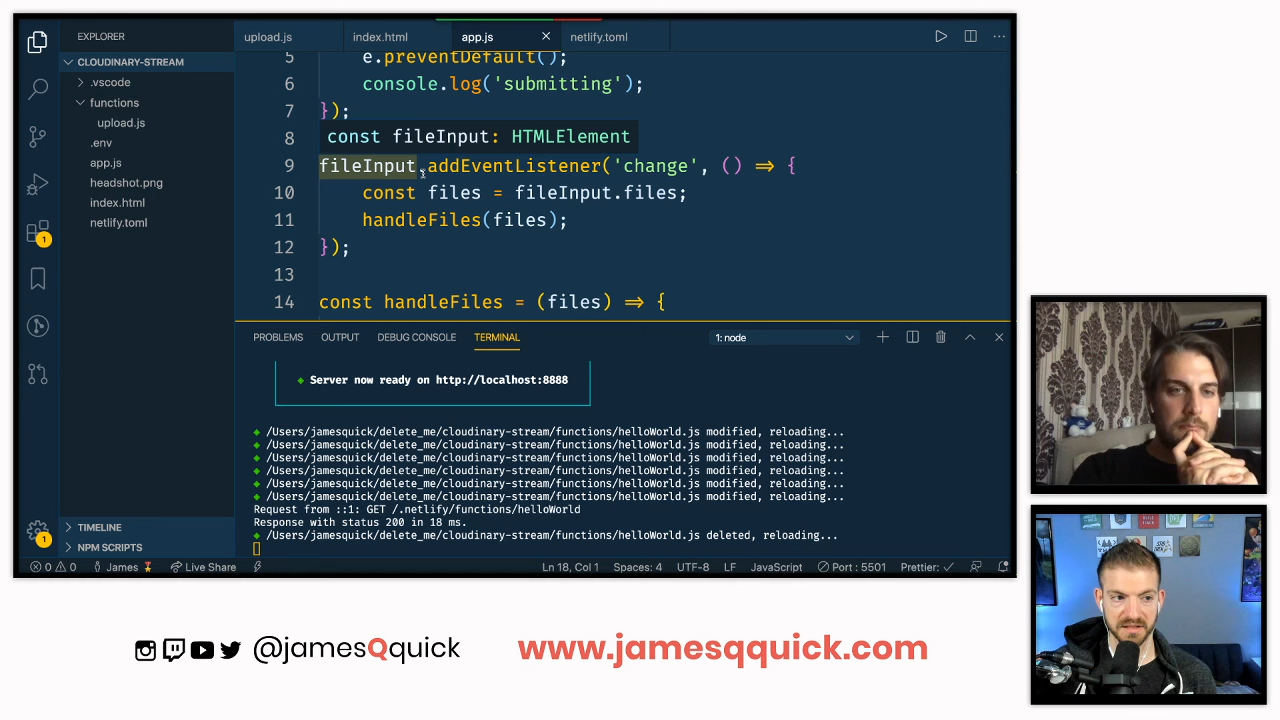 EXPLORER
CLOUDINARY-STREAM
.vscode
functions
upload.js
.env
app.js
headshot.png
index.html
netlify.toml
TIMELINE
NPM SCRIPTS
upload.js index.html app.js netlify.toml
5 e.preventDefault();
6 console.log('submitting');
7 });
8 const fileInput: HTMLElement
9 fileInput.addEventListener('change', () => {
10 const files = fileInput.files;
11 handleFiles(files);
12 });
13
14 const handleFiles = (files) => {
PROBLEMS OUTPUT DEBUG CONSOLE TERMINAL 1: node
Server now ready on http://localhost:8888
/Users/jamesquick/delete_me/cloudinary-stream/functions/helloWorld.js modified, reloading...
/Users/jamesquick/delete_me/cloudinary-stream/functions/helloWorld.js modified, reloading...
/Users/jamesquick/delete_me/cloudinary-stream/functions/helloWorld.js modified, reloading...
/Users/jamesquick/delete_me/cloudinary-stream/functions/helloWorld.js modified, reloading...
/Users/jamesquick/delete_me/cloudinary-stream/functions/helloWorld.js modified, reloading...
/Users/jamesquick/delete_me/cloudinary-stream/functions/helloWorld.js modified, reloading...
Request from ::1: GET /.netlify/functions/helloWorld
Response with status 200 in 18 ms.
/Users/jamesquick/delete_me/cloudinary-stream/functions/helloWorld.js deleted, reloading...
0 0 James Live Share Ln 18, Col 1 Spaces: 4 UTF-8 LF JavaScript Port : 5501 Prettier: ✓
1
1
@jamesQquick www.jamesqquick.com